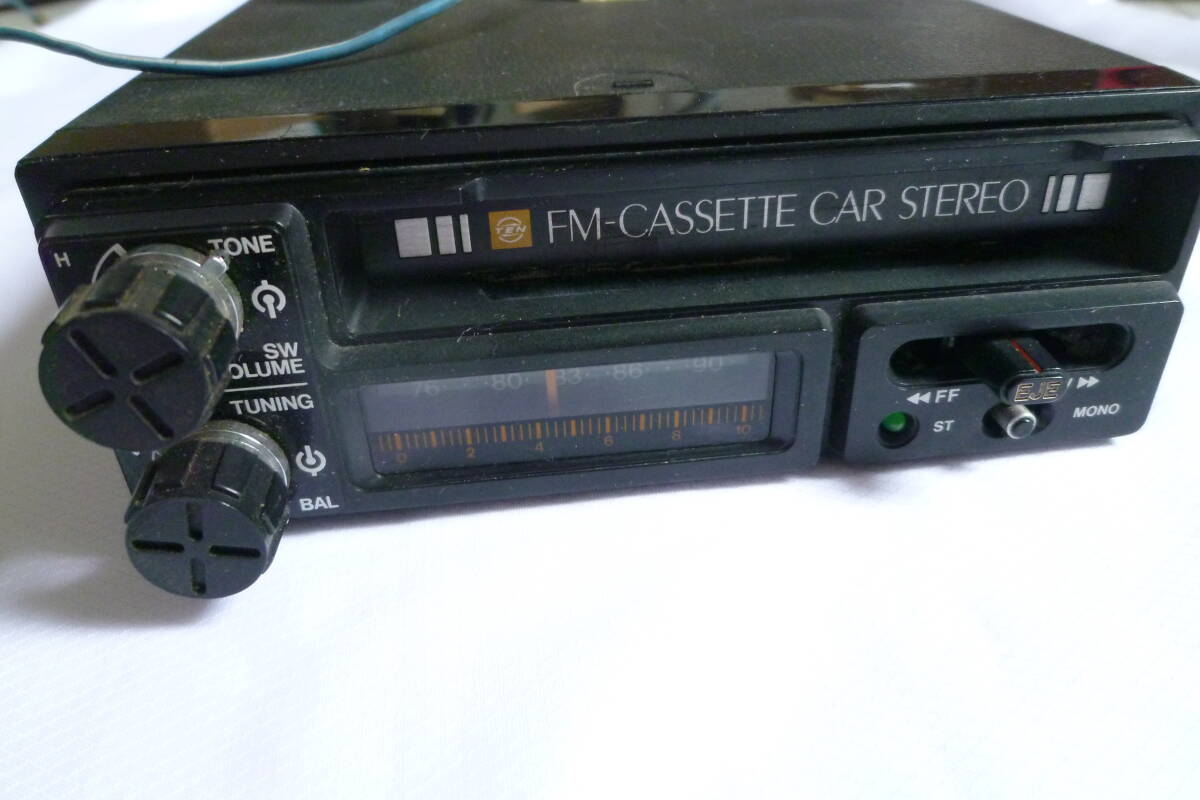 TEN FM-CASSETTE CAR STEREO
H TONE
SW
OLUME
TUNING
BAL
76 80 83 86 90
0 2 4 6 8 10
FF EJE
ST MONO